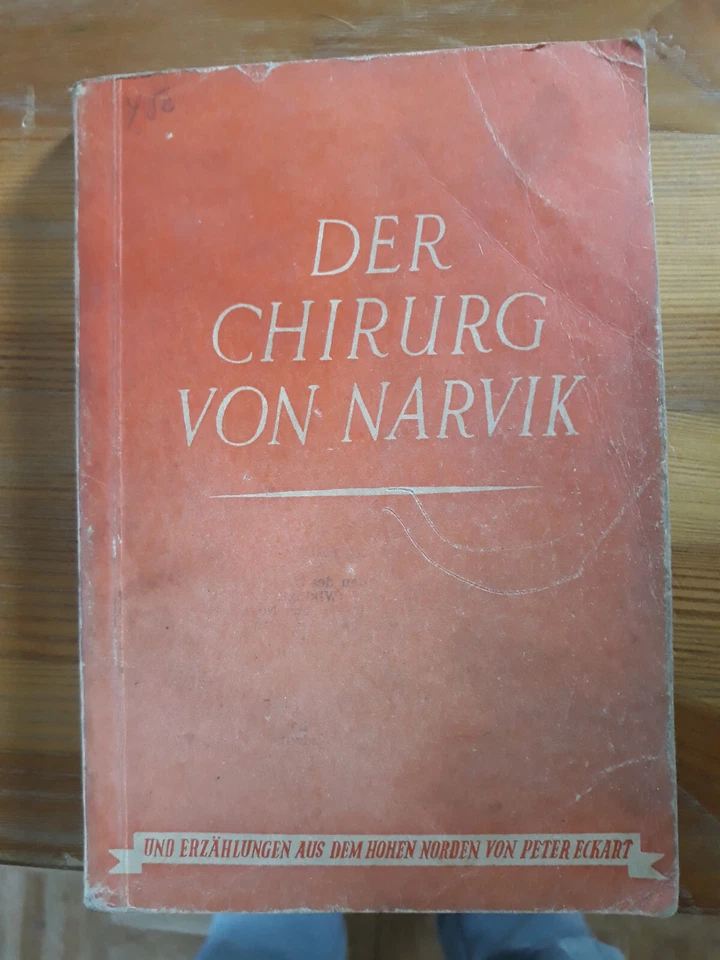 DER
CHIRURG
VON NARVIK
UND ERZÄHLUNGEN AUS DEM HOHEN NORDEN VON PETER ECKART